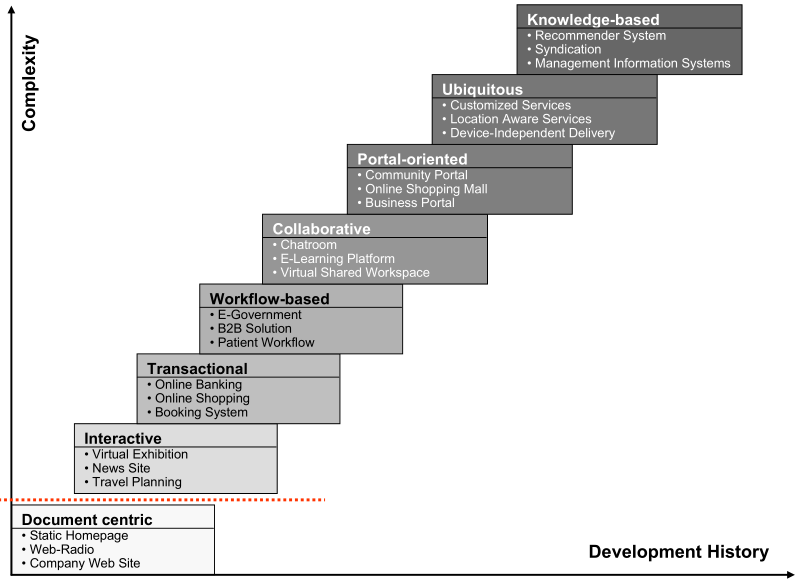 Complexity
Knowledge-based
• Recommender System
• Syndication
• Management Information Systems
Ubiquitous
• Customized Services
• Location Aware Services
• Device-Independent Delivery
Portal-oriented
• Community Portal
• Online Shopping Mall
• Business Portal
Collaborative
• Chatroom
• E-Learning Platform
• Virtual Shared Workspace
Workflow-based
• E-Government
• B2B Solution
• Patient Workflow
Transactional
• Online Banking
• Online Shopping
• Booking System
Interactive
• Virtual Exhibition
• News Site
• Travel Planning
Document centric
• Static Homepage
• Web-Radio
• Company Web Site
Development History